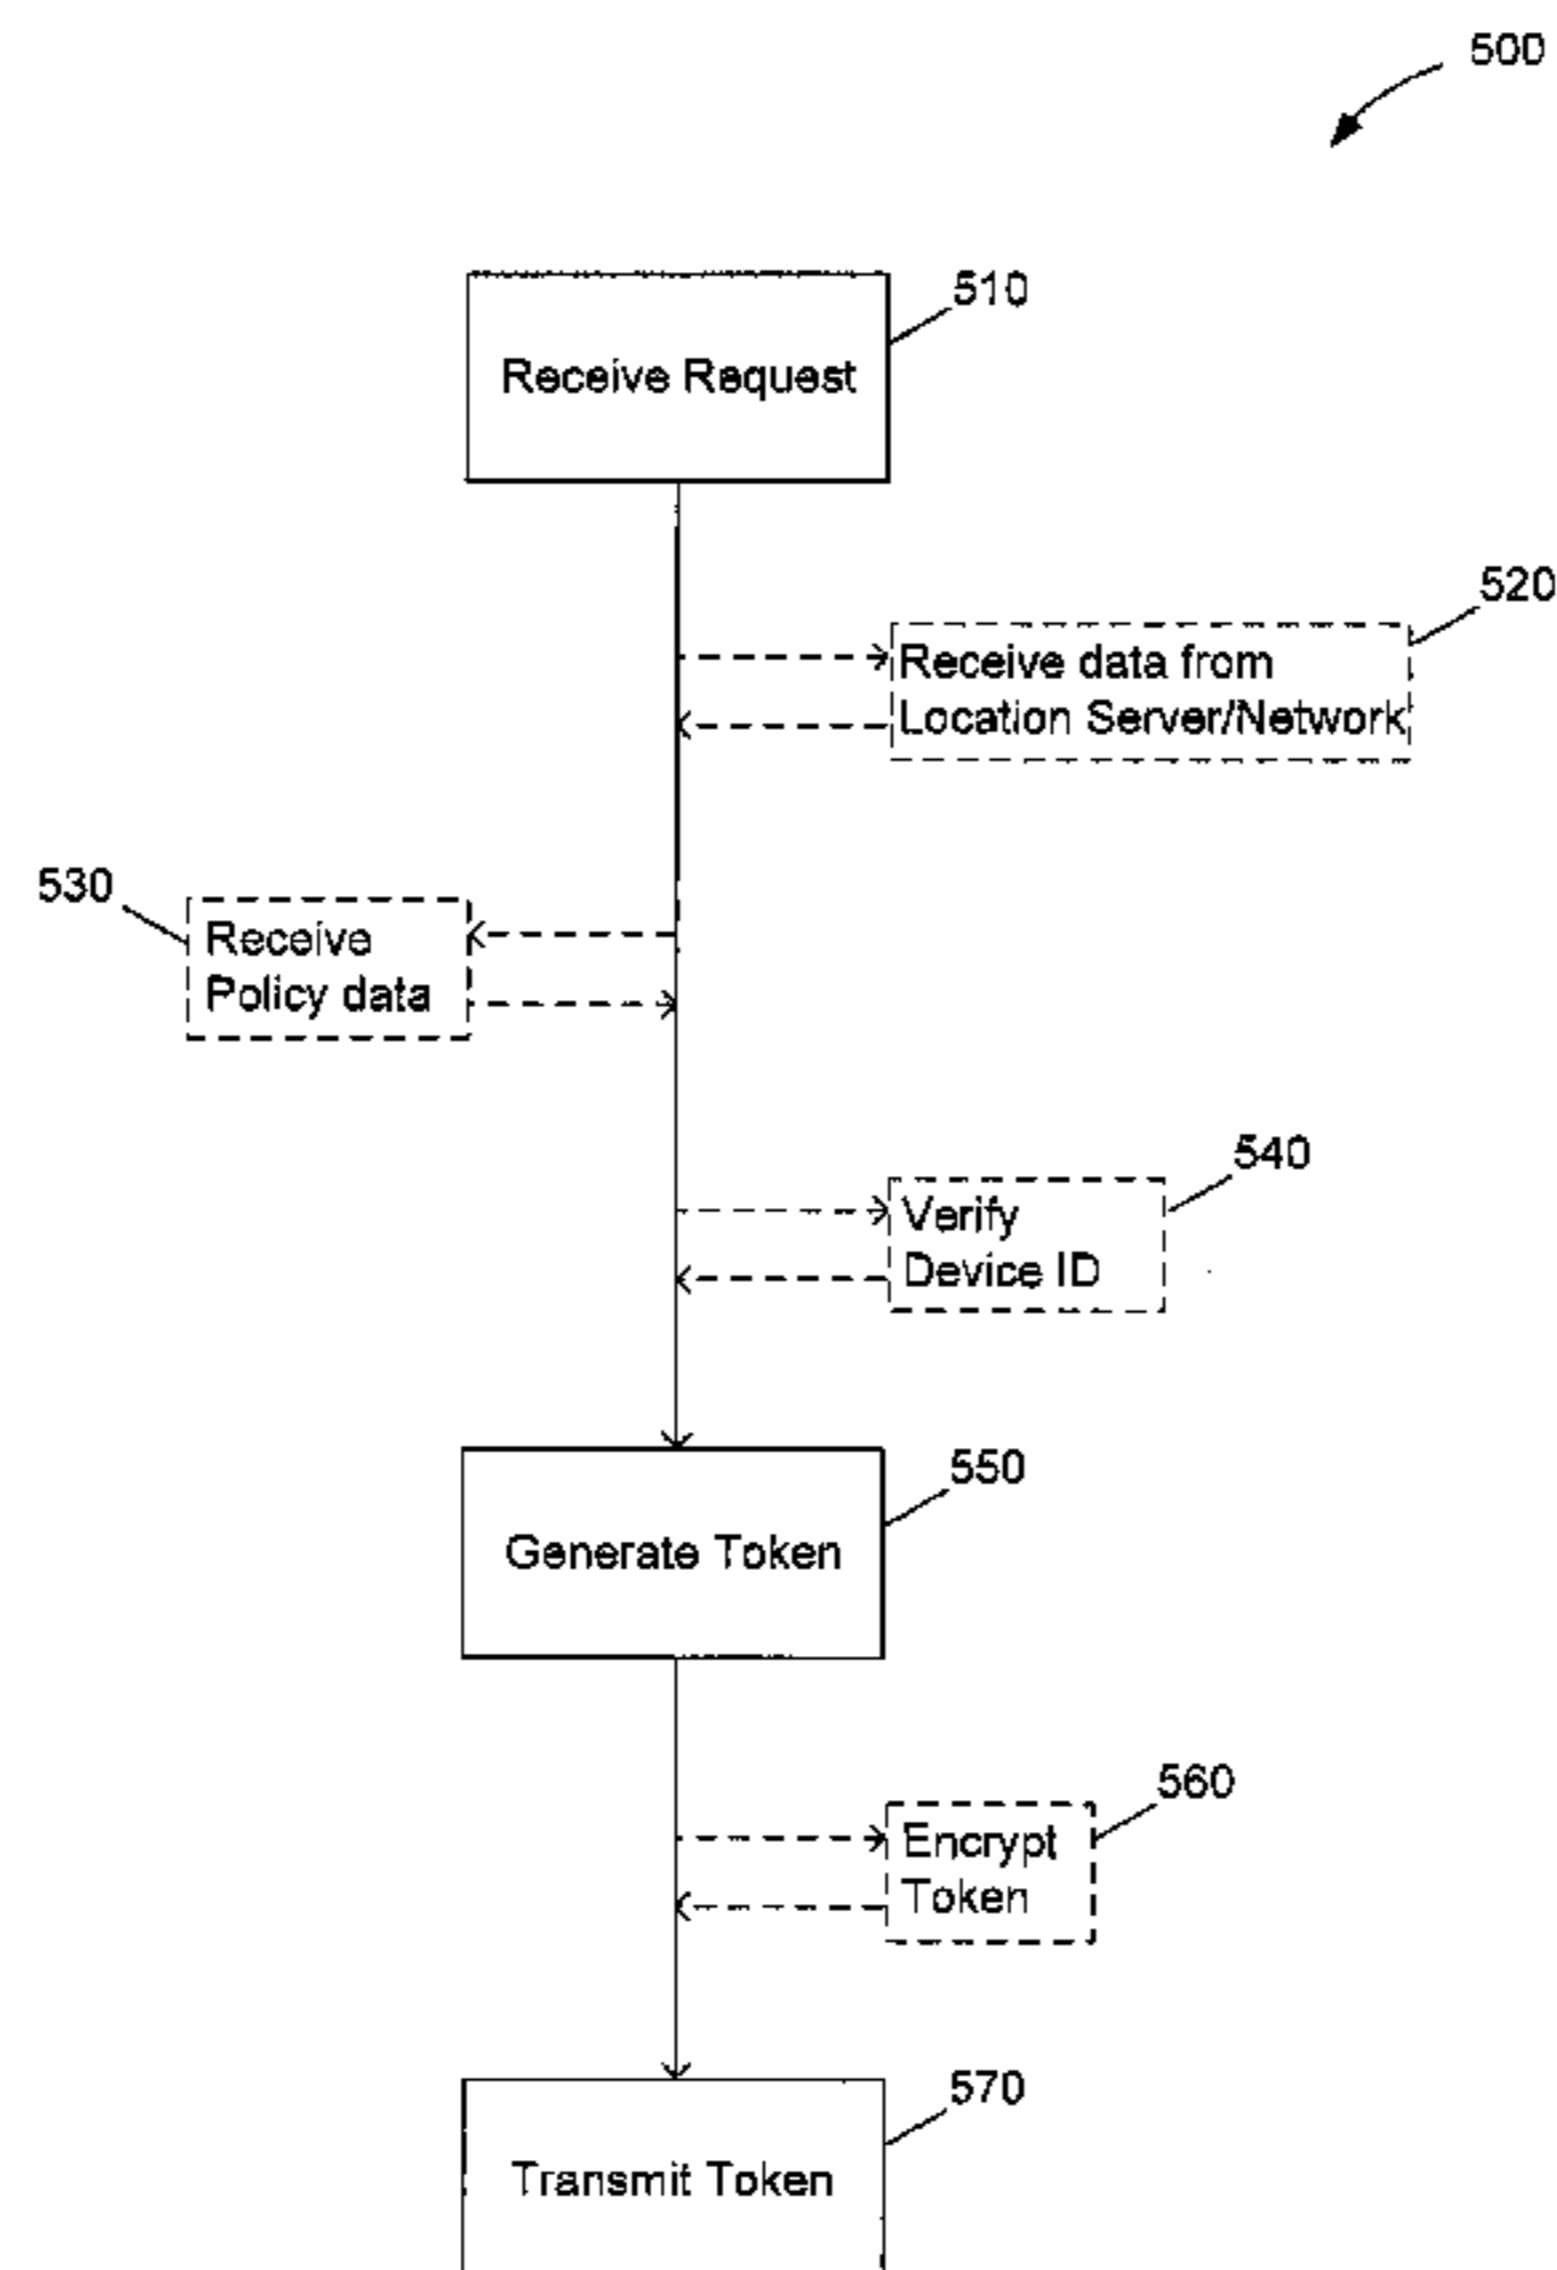 500
510
Receive Request
520
Receive data from
Location Server/Network
530
Receive
Policy data
540
Verify
Device ID
550
Generate Token
560
Encrypt
Token
570
Transmit Token